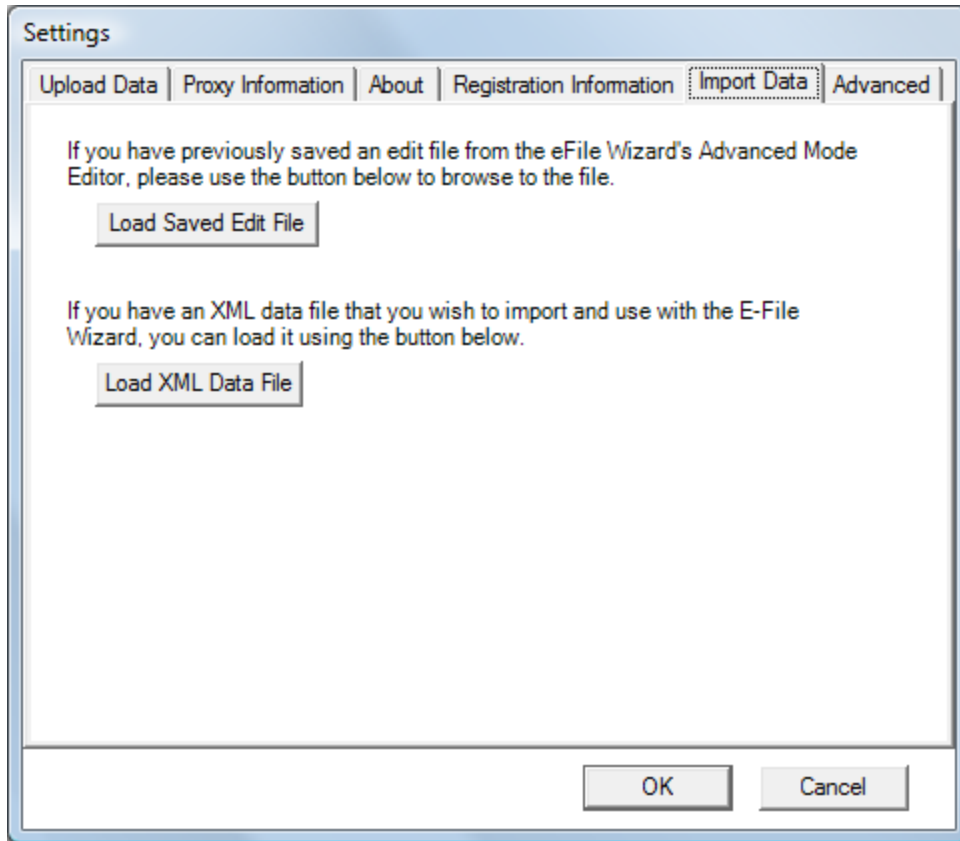 Settings
Upload Data Proxy Information About Registration Information Import Data Advanced
If you have previously saved an edit file from the eFile Wizard's Advanced Mode
Editor, please use the button below to browse to the file.
Load Saved Edit File
If you have an XML data file that you wish to import and use with the E-File
Wizard, you can load it using the button below.
Load XML Data File
OK Cancel